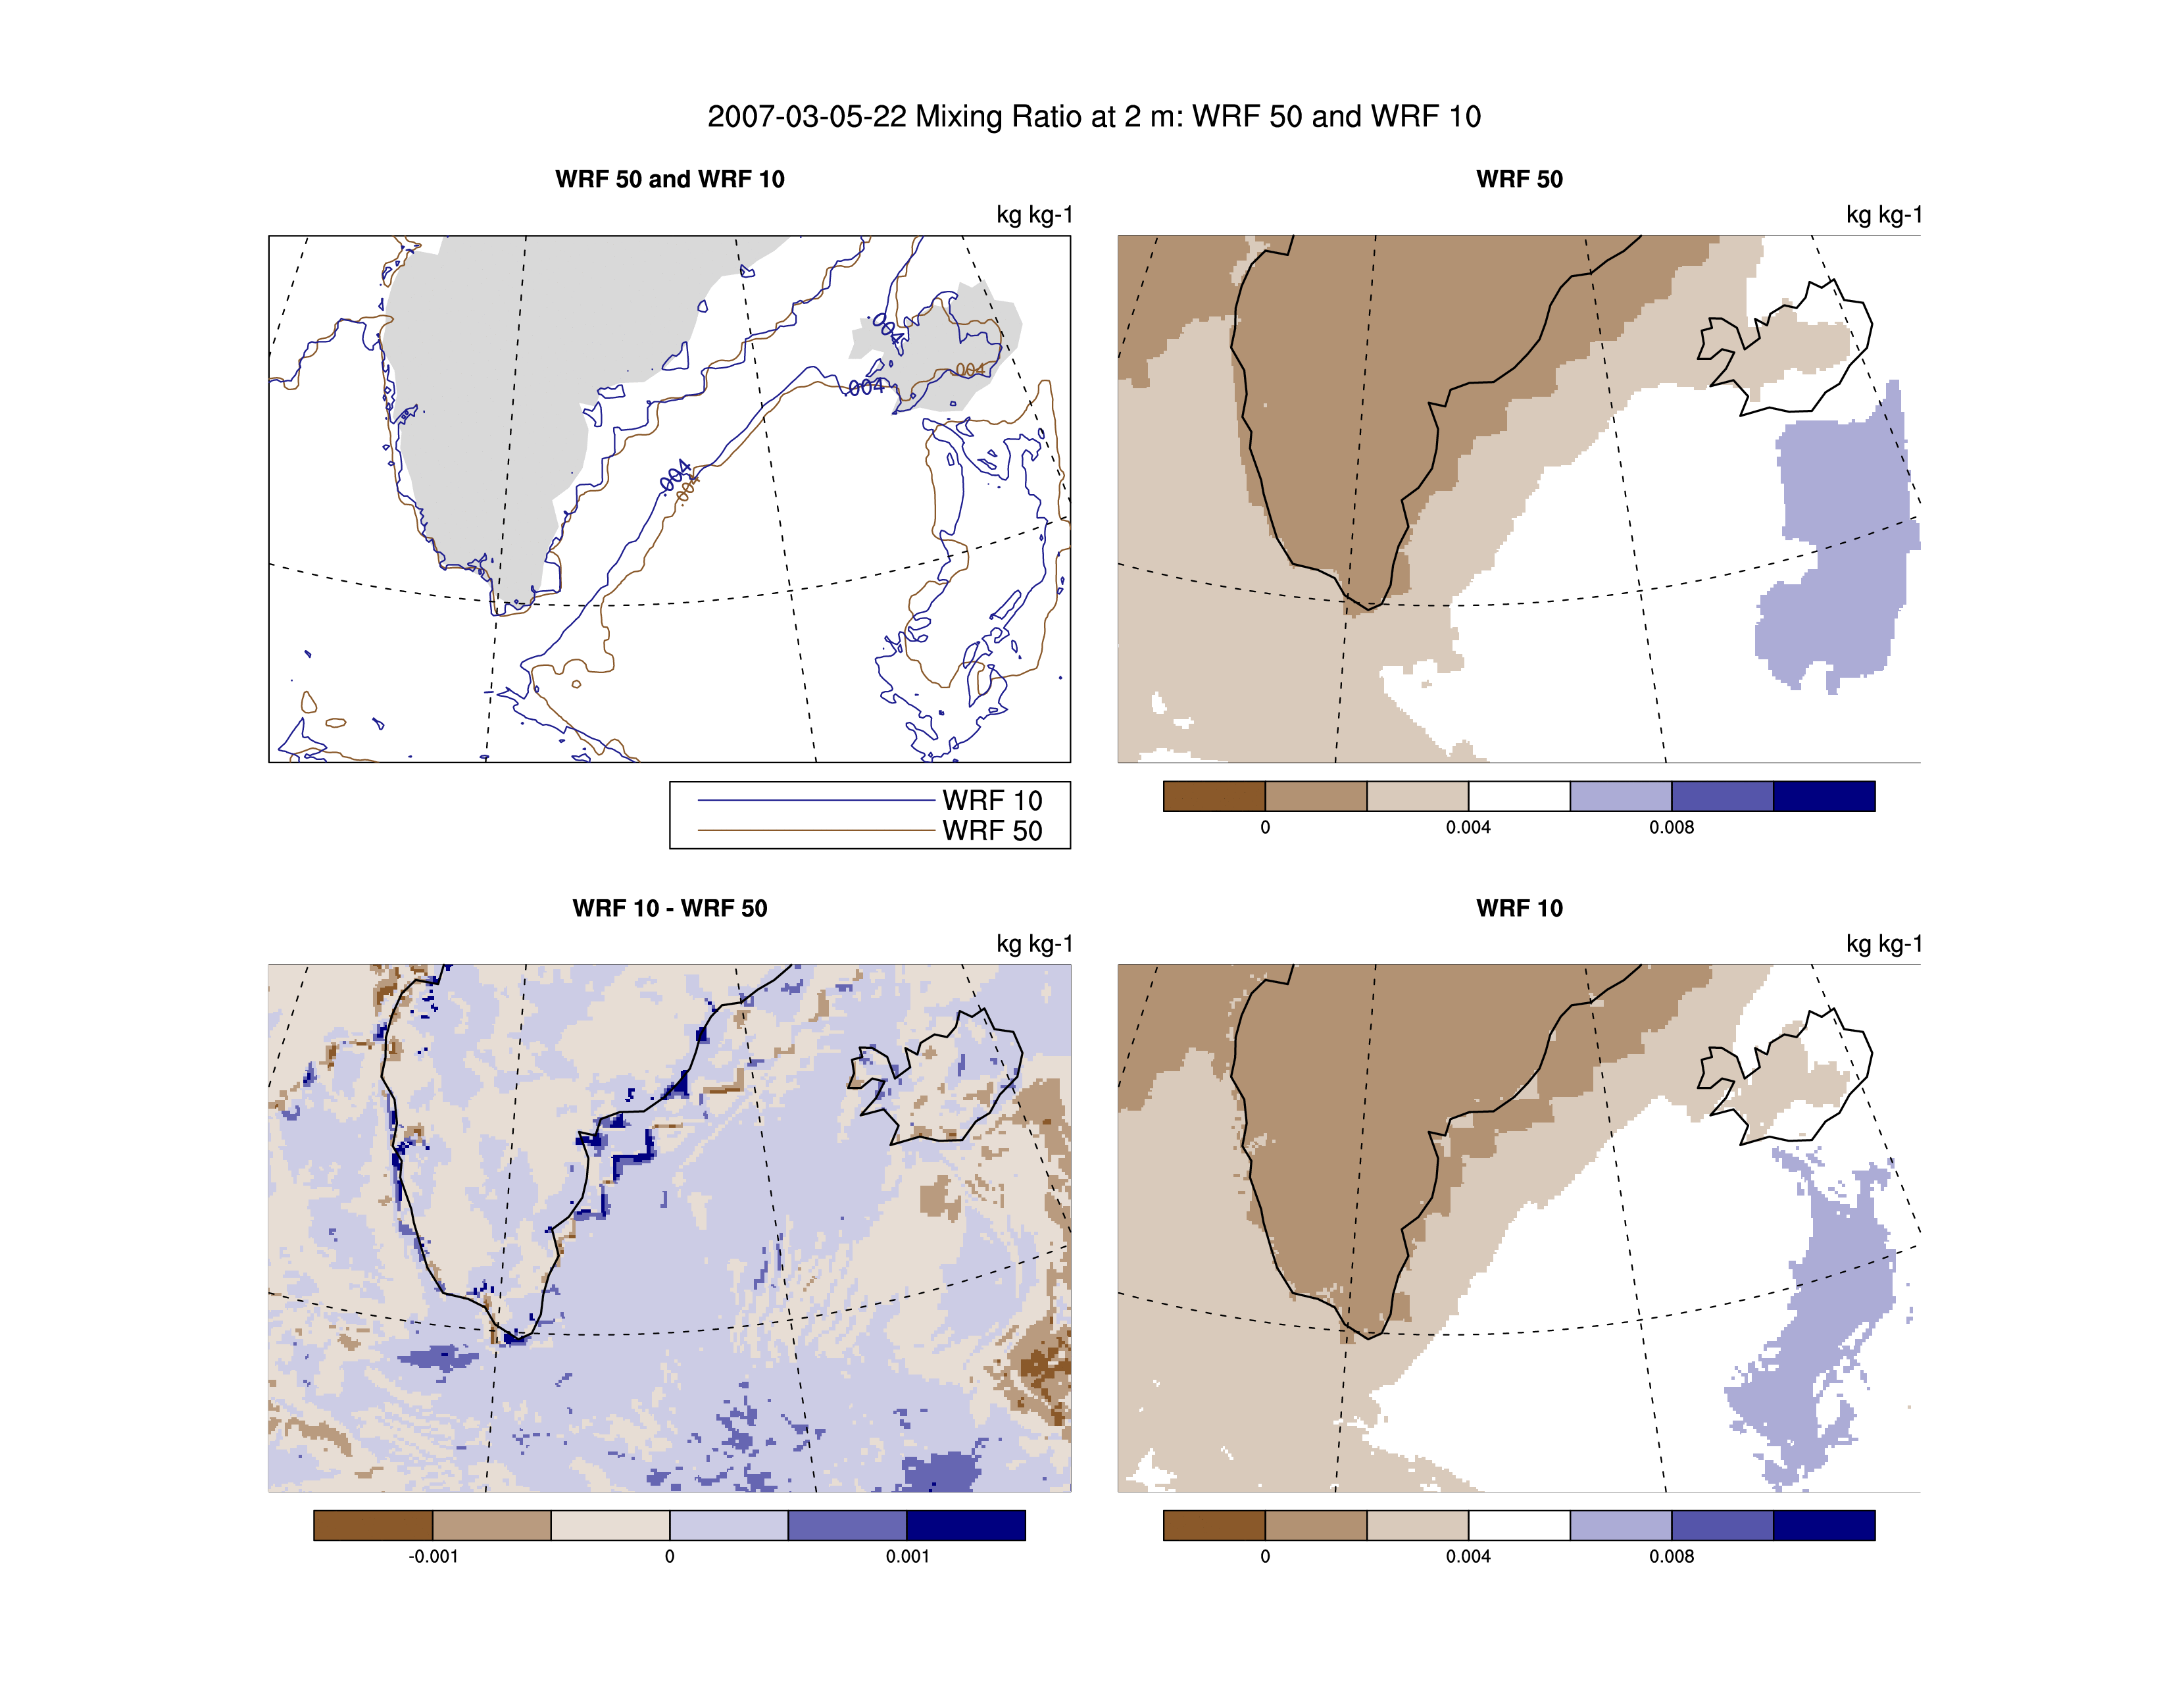 2007-03-05-22 Mixing Ratio at 2 m: WRF 50 and WRF 10
WRF 50 and WRF 10
kg kg-1
.004
.004
.004
.004
.004
WRF 10
WRF 50
WRF 50
kg kg-1
0 0.004 0.008
WRF 10 - WRF 50
kg kg-1
-0.001 0 0.001
WRF 10
kg kg-1
0 0.004 0.008